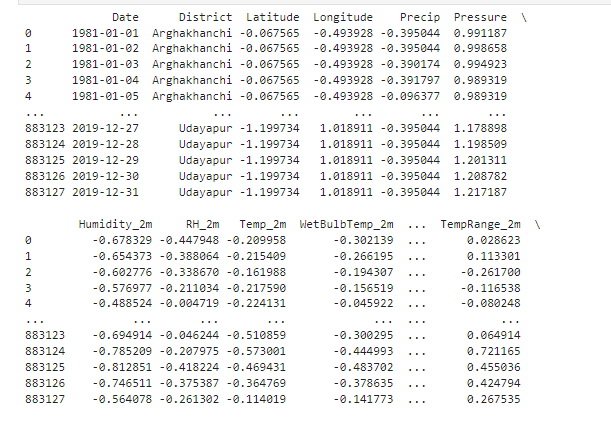 Date District Latitude Longitude Precip Pressure \
0 1981-01-01 Arghakhanchi -0.067565 -0.493928 -0.395044 0.991187
1 1981-01-02 Arghakhanchi -0.067565 -0.493928 -0.395044 0.998658
2 1981-01-03 Arghakhanchi -0.067565 -0.493928 -0.390174 0.994923
3 1981-01-04 Arghakhanchi -0.067565 -0.493928 -0.391797 0.989319
4 1981-01-05 Arghakhanchi -0.067565 -0.493928 -0.096377 0.989319
... ... ... ... ... ... ...
883123 2019-12-27 Udayapur -1.199734 1.018911 -0.395044 1.178898
883124 2019-12-28 Udayapur -1.199734 1.018911 -0.395044 1.198509
883125 2019-12-29 Udayapur -1.199734 1.018911 -0.395044 1.201311
883126 2019-12-30 Udayapur -1.199734 1.018911 -0.395044 1.208782
883127 2019-12-31 Udayapur -1.199734 1.018911 -0.395044 1.217187
Humidity_2m RH_2m Temp_2m WetBulbTemp_2m ... TempRange_2m \
0 -0.678329 -0.447948 -0.209958 -0.302139 ... 0.028623
1 -0.654373 -0.388064 -0.215409 -0.266195 ... 0.113301
2 -0.602776 -0.338670 -0.161988 -0.194307 ... -0.261700
3 -0.576977 -0.211034 -0.217590 -0.156519 ... -0.116538
4 -0.488524 -0.004719 -0.224131 -0.045922 ... -0.080248
... ... ... ... ... ... ...
883123 -0.694914 -0.046244 -0.510859 -0.300295 ... 0.064914
883124 -0.785209 -0.207975 -0.573001 -0.444993 ... 0.721165
883125 -0.812851 -0.418224 -0.469431 -0.483702 ... 0.455036
883126 -0.746511 -0.375387 -0.364769 -0.378635 ... 0.424794
883127 -0.564078 -0.261302 -0.114019 -0.141773 ... 0.267535